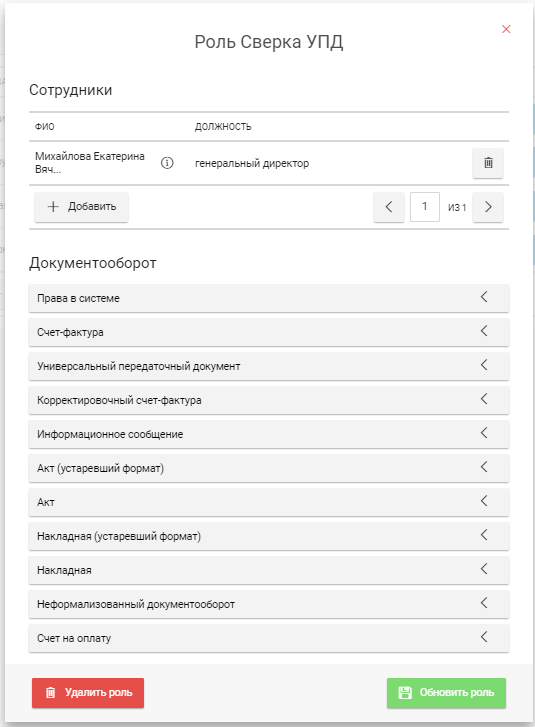 Роль Сверка УПД
Сотрудники
ФИО ДОЛЖНОСТЬ
Михайлова Екатерина
Вяч...
генеральный директор
Добавить
1 ИЗ 1
Документооборот
Права в системе
Счет-фактура
Универсальный передаточный документ
Корректировочный счет-фактура
Информационное сообщение
Акт (устаревший формат)
Акт
Накладная (устаревший формат)
Накладная
Неформализованный документооборот
Счет на оплату
Удалить роль
Обновить роль